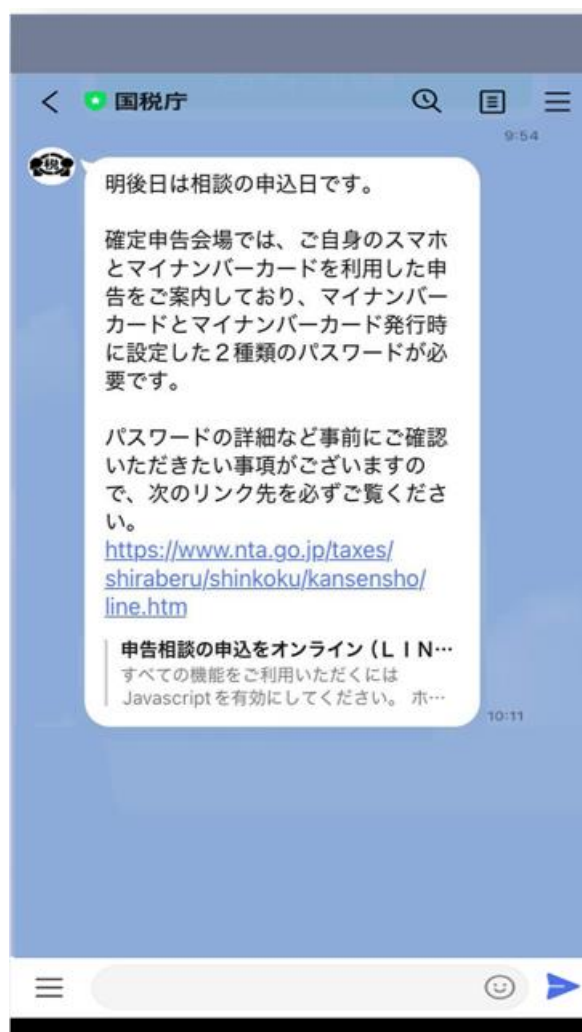 国税庁
9:54
税
明後日は相談の申込日です。
確定申告会場では、ご自身のスマホ
とマイナンバーカードを利用した申
告をご案内しており、マイナンバー
カードとマイナンバーカード発行時
に設定した2種類のパスワードが必
要です。
パスワードの詳細など事前にご確認
いただきたい事項がございますの
で、次のリンク先を必ずご覧くださ
い。
https://www.nta.go.jp/taxes/
shiraberu/shinkoku/kansensho/
line.htm
申告相談の申込をオンライン(LIN…
すべての機能をご利用いただくには
Javascriptを有効にしてください。 ホ…
10:11